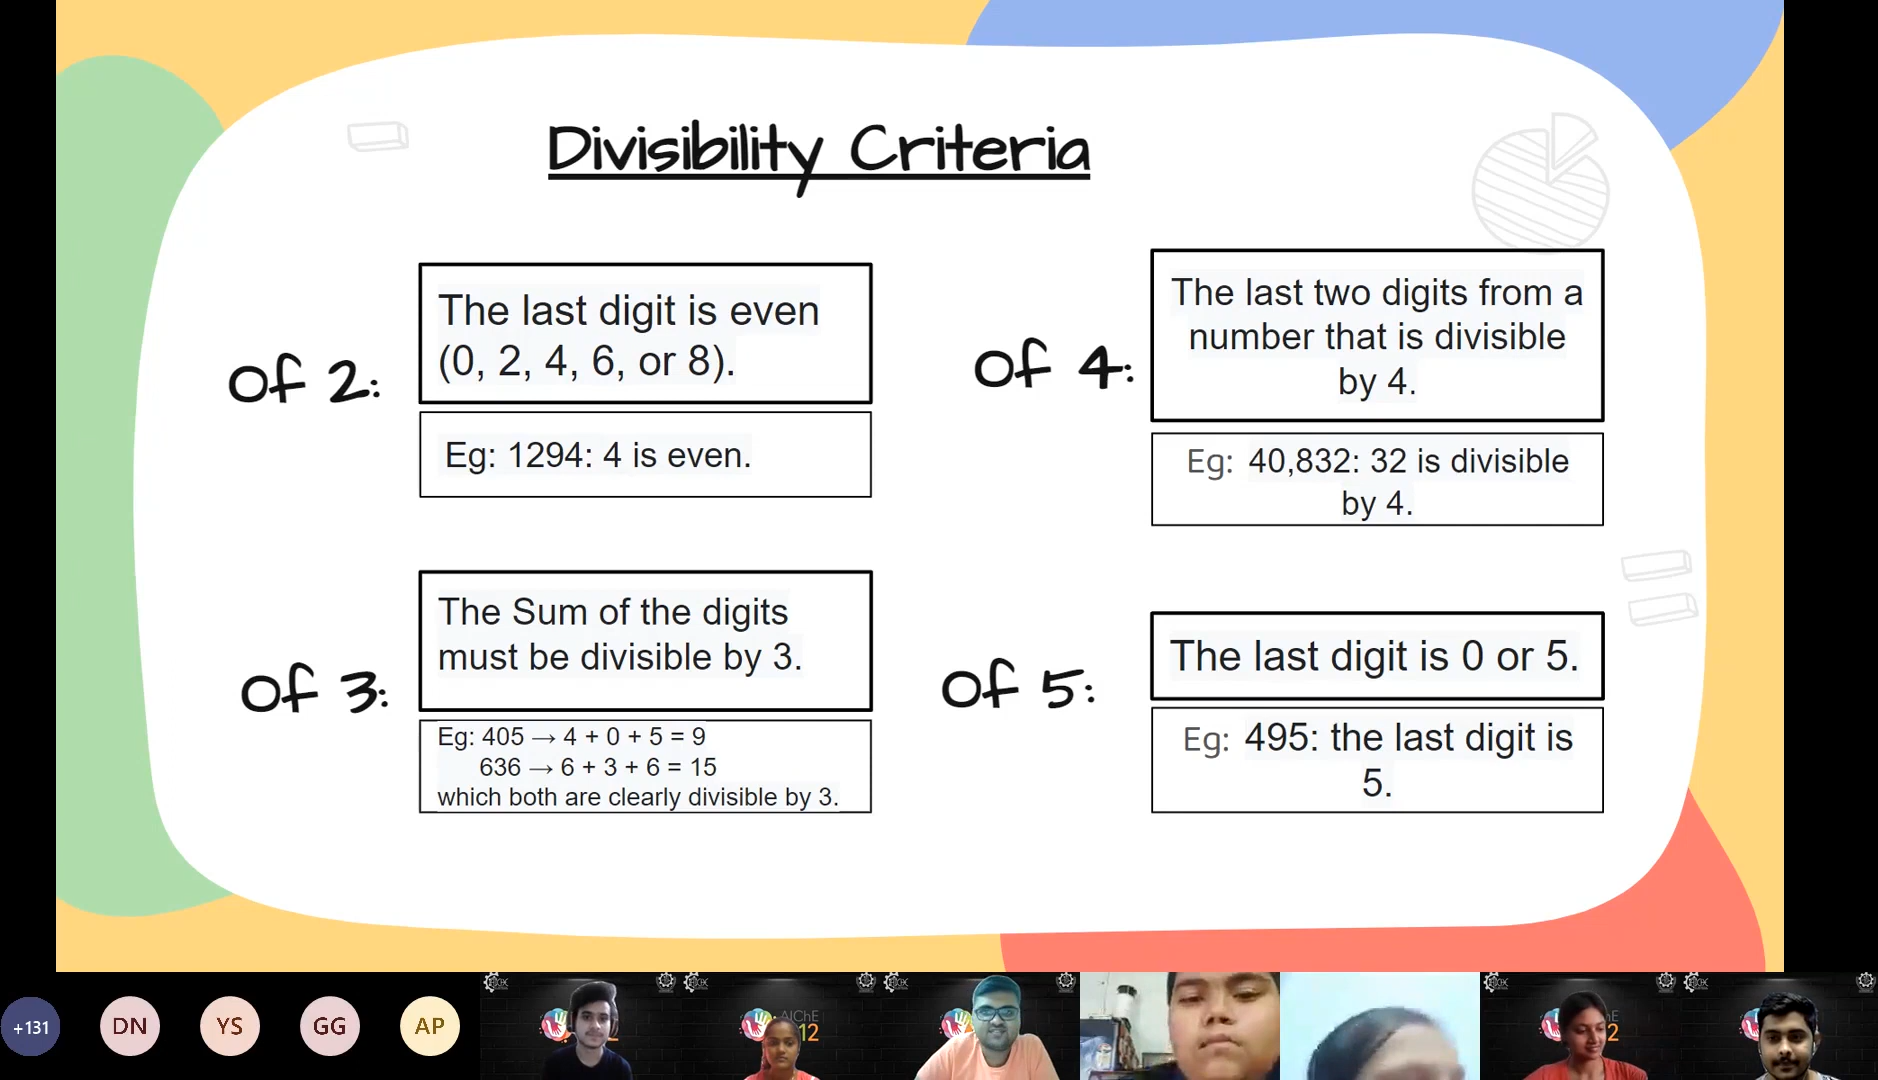 Divisibility Criteria
Of 2:
The last digit is even
(0, 2, 4, 6, or 8).
Eg: 1294: 4 is even.
Of 3:
The Sum of the digits
must be divisible by 3.
Eg: 405 → 4 + 0 + 5 = 9
636 → 6 + 3 + 6 = 15
which both are clearly divisible by 3.
Of 4:
The last two digits from a
number that is divisible
by 4.
Eg: 40,832: 32 is divisible
by 4.
Of 5:
The last digit is 0 or 5.
Eg: 495: the last digit is
5.
+131
DN
YS
GG
AP
AIChE
12